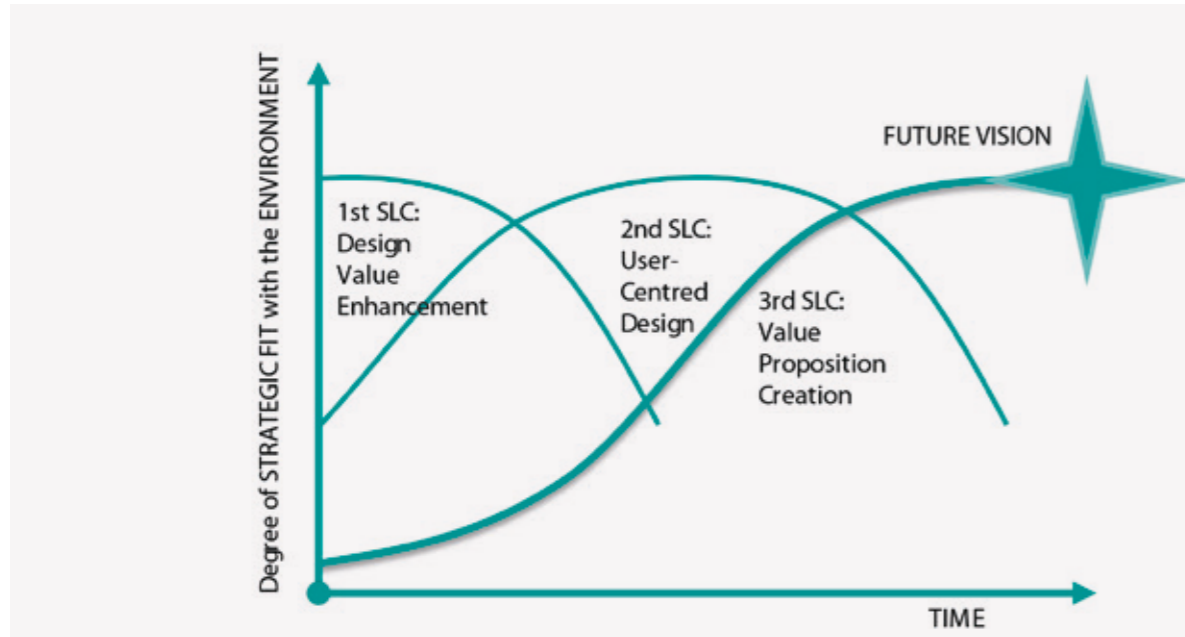 Degree of STRATEGIC FIT with the ENVIRONMENT
FUTURE VISION
1st SLC:
Design
Value
Enhancement
2nd SLC:
User-
Centred
Design
3rd SLC:
Value
Proposition
Creation
TIME